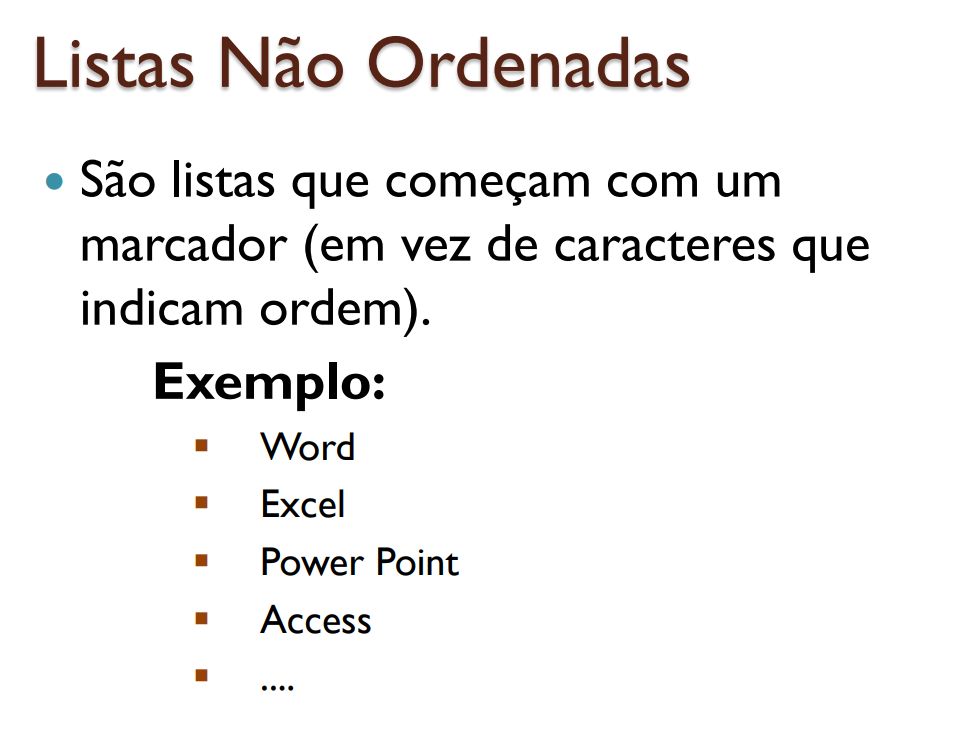 Listas Não Ordenadas
• São listas que começam com um
marcador (em vez de caracteres que
indicam ordem).
Exemplo:
▪ Word
▪ Excel
▪ Power Point
▪ Access
▪ ....